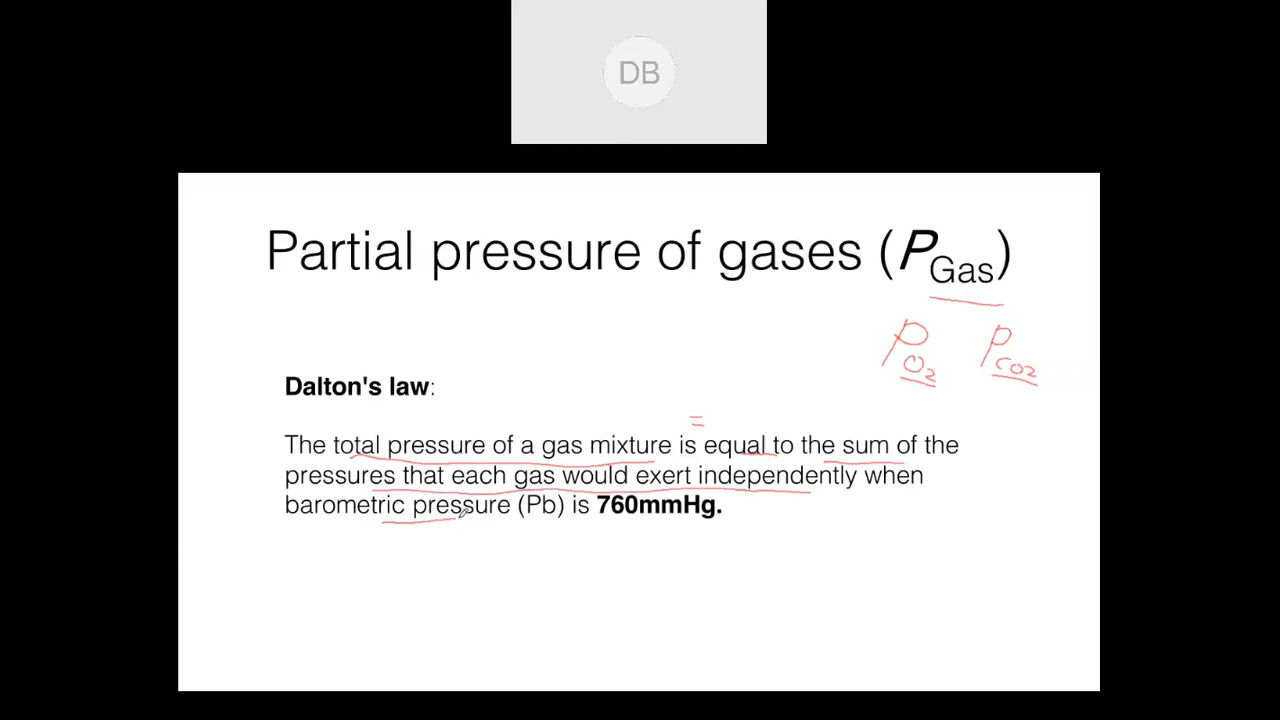 DB
Partial pressure of gases (PGas)
PO2 PCO2
Dalton's law:
=
The total pressure of a gas mixture is equal to the sum of the
pressures that each gas would exert independently when
barometric pressure (Pb) is 760mmHg.